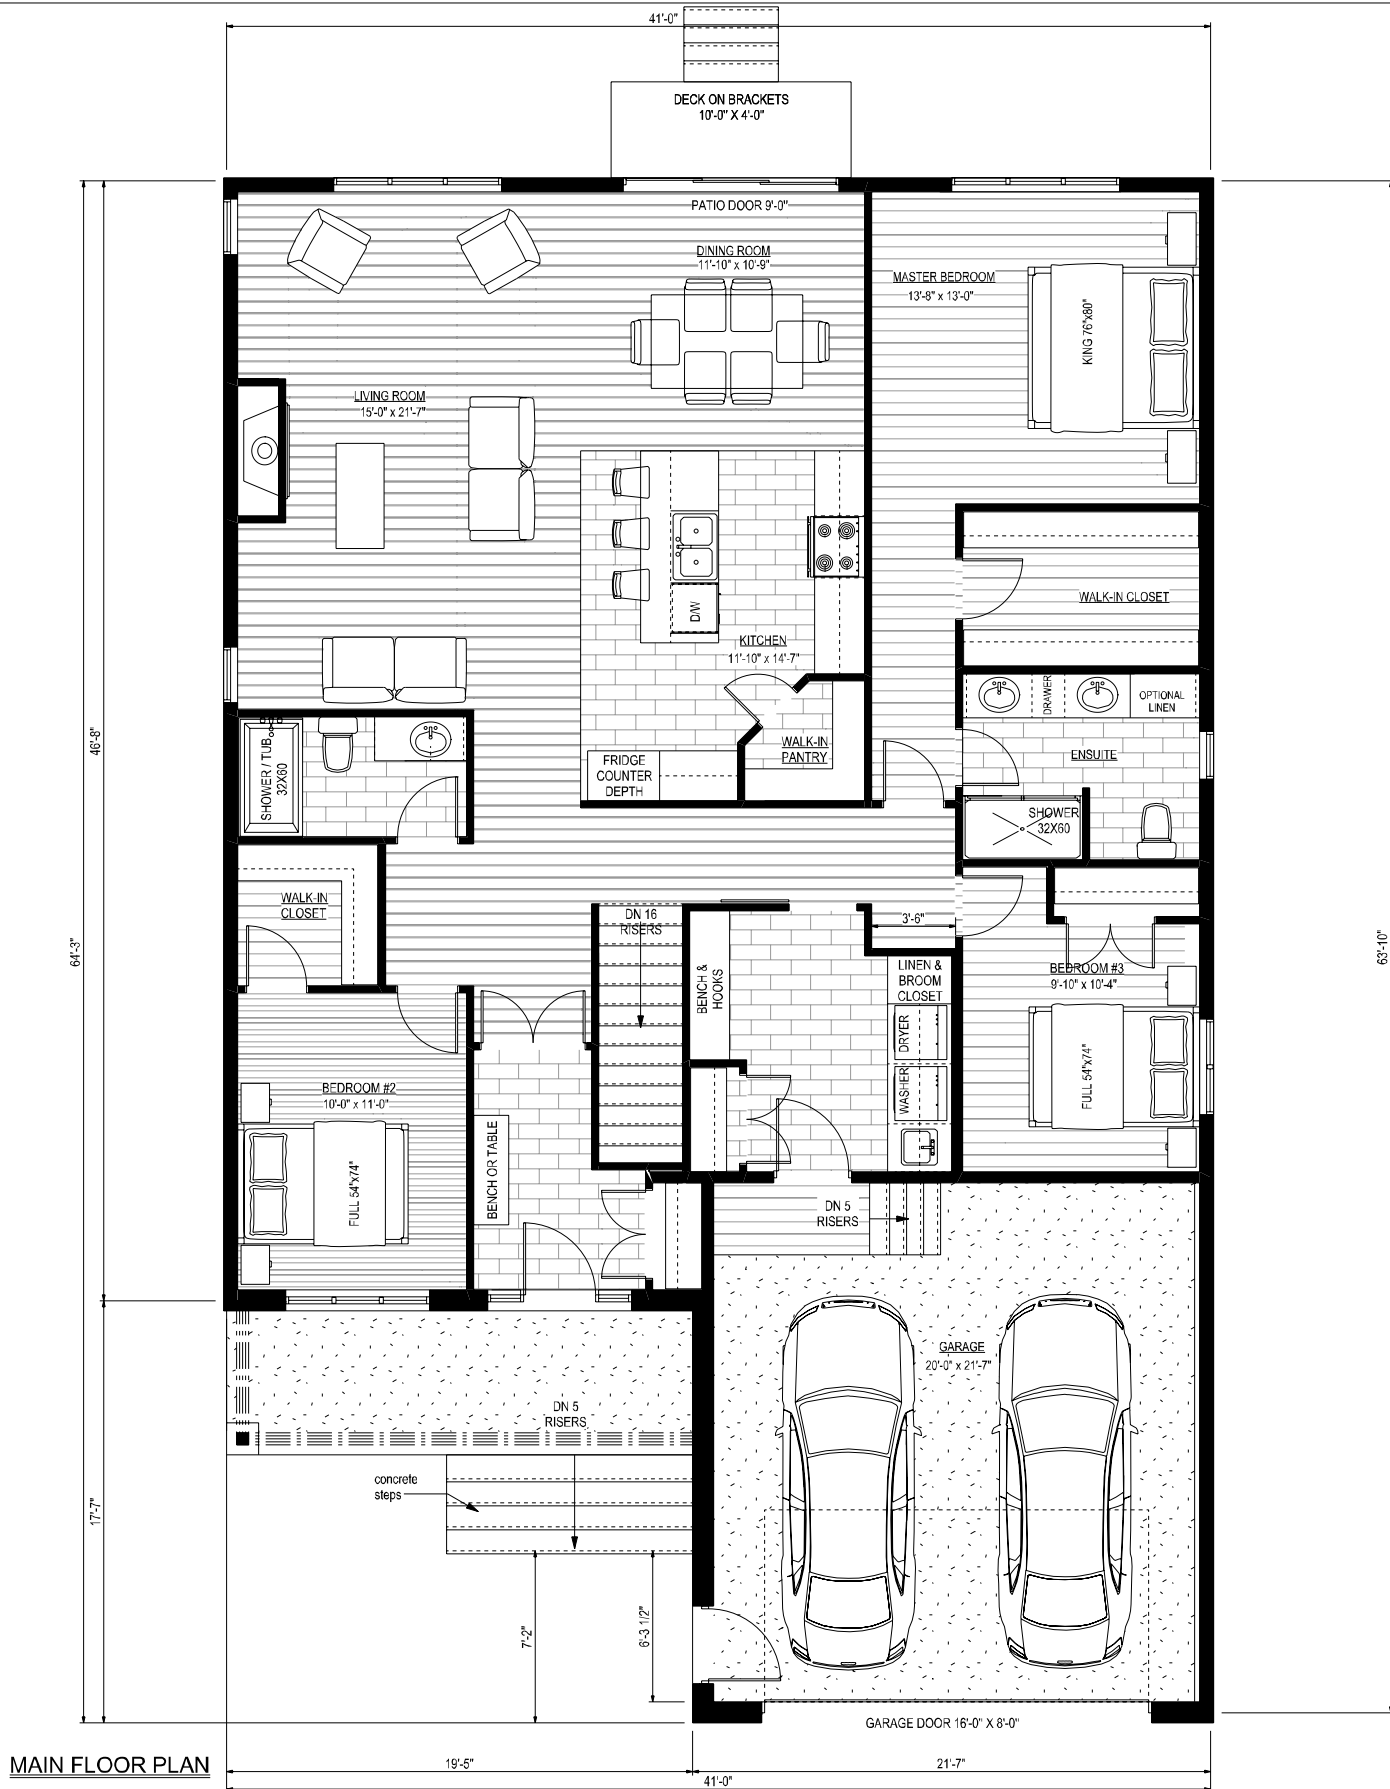 41'-0"
DECK ON BRACKETS
10'-0" X 4'-0"
PATIO DOOR 9'-0"
DINING ROOM
11'-10" x 10'-9"
MASTER BEDROOM
13'-8" x 13'-0"
KING 76"x80"
LIVING ROOM
15'-0" x 21'-7"
D/W
KITCHEN
11'-10" x 14'-7"
WALK-IN CLOSET
DRAWER
OPTIONAL
LINEN
WALK-IN
PANTRY
ENSUITE
SHOWER / TUB
32X60
FRIDGE
COUNTER
DEPTH
SHOWER
32X60
46'-8"
64'-3"
63'-10"
WALK-IN
CLOSET
DN 16
RISERS
3'-6"
BENCH &
HOOKS
LINEN &
BROOM
CLOSET
BEDROOM #3
9'-10" x 10'-4"
DRYER
WASHER
FULL 54"x74"
BEDROOM #2
10'-0" x 11'-0"
FULL 54"x74"
BENCH OR TABLE
DN 5
RISERS
GARAGE
20'-0" x 21'-7"
DN 5
RISERS
concrete
steps
17'-7"
7'-2"
6'-3 1/2"
GARAGE DOOR 16'-0" X 8'-0"
MAIN FLOOR PLAN
19'-5"
21'-7"
41'-0"